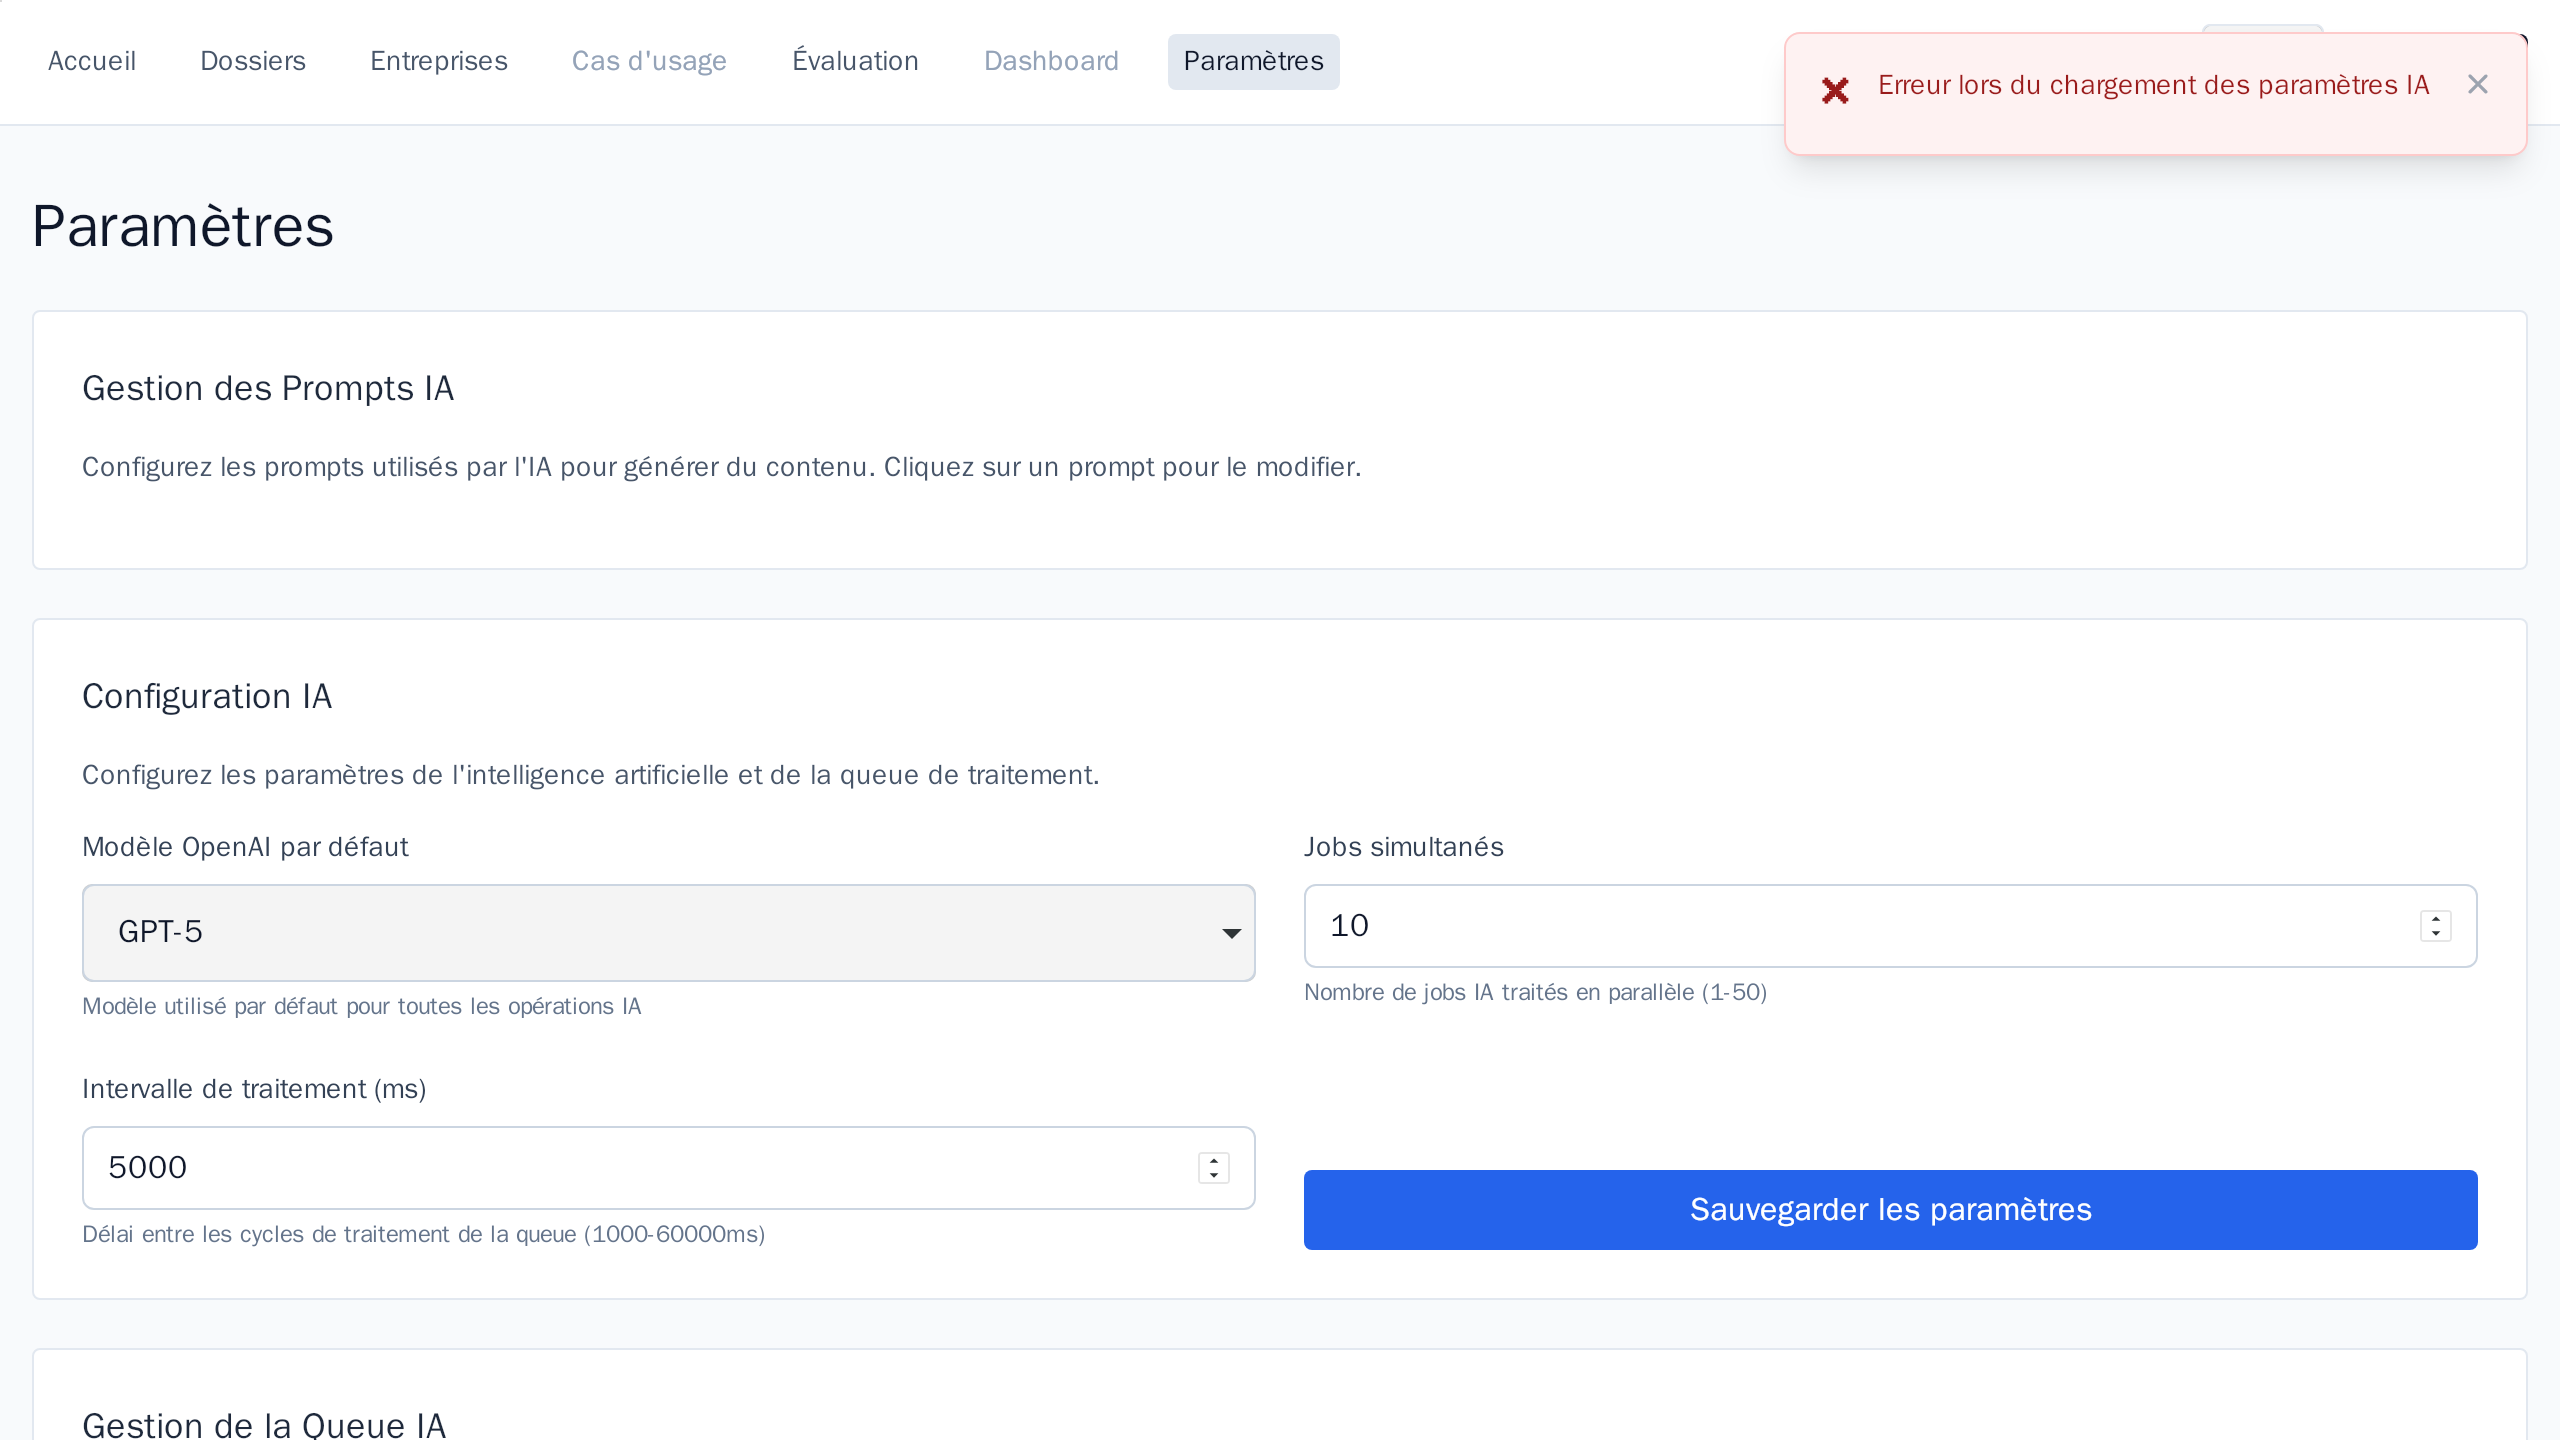 Accueil Dossiers Entreprises Cas d'usage Évaluation Dashboard Paramètres
Erreur lors du chargement des paramètres IA
Paramètres
Gestion des Prompts IA
Configurez les prompts utilisés par l'IA pour générer du contenu. Cliquez sur un prompt pour le modifier.
Configuration IA
Configurez les paramètres de l'intelligence artificielle et de la queue de traitement.
Modèle OpenAI par défaut
GPT-5
Modèle utilisé par défaut pour toutes les opérations IA
Jobs simultanés
10
Nombre de jobs IA traités en parallèle (1-50)
Intervalle de traitement (ms)
5000
Délai entre les cycles de traitement de la queue (1000-60000ms)
Sauvegarder les paramètres
Gestion de la Queue IA